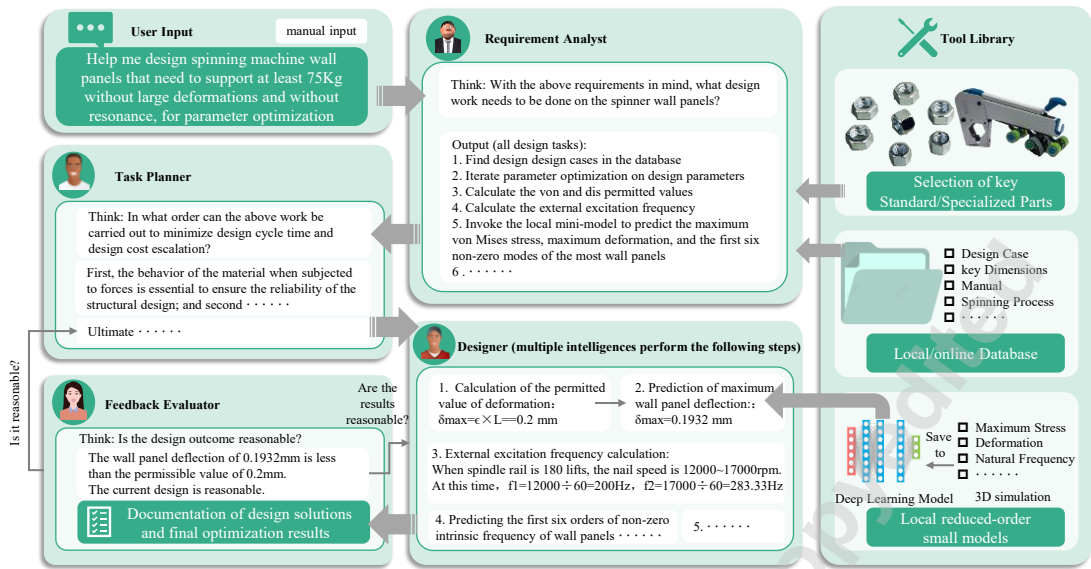 User Input
manual input
Help me design spinning machine wall
panels that need to support at least 75Kg
without large deformations and without
resonance, for parameter optimization
Requirement Analyst
Think: With the above requirements in mind, what design
work needs to be done on the spinner wall panels?
Output (all design tasks):
1. Find design design cases in the database
2. Iterate parameter optimization on design parameters
3. Calculate the von and dis permitted values
4. Calculate the external excitation frequency
5. Invoke the local mini-model to predict the maximum
von Mises stress, maximum deformation, and the first six
non-zero modes of the most wall panels
6 . · · · · · ·
Tool Library
Selection of key
Standard/Specialized Parts
Design Case
key Dimensions
Manual
Spinning Process
· · · · · ·
Local/online Database
Maximum Stress
Deformation
Natural Frequency
· · · · · ·
Save
to
Deep Learning Model
3D simulation
Local reduced-order
small models
Task Planner
Think: In what order can the above work be
carried out to minimize design cycle time and
design cost escalation?
First, the behavior of the material when subjected
to forces is essential to ensure the reliability of the
structural design; and second · · · · · ·
Ultimate · · · · · ·
Is it reasonable?
Designer (multiple intelligences perform the following steps)
1. Calculation of the permitted
value of deformation:
δmax=ϵ×L==0.2 mm
2. Prediction of maximum
wall panel deflection::
δmax=0.1932 mm
3. External excitation frequency calculation:
When spindle rail is 180 lifts, the nail speed is 12000~17000rpm.
At this time, f1=12000÷60=200Hz, f2=17000÷60=283.33Hz
4. Predicting the first six orders of non-zero
intrinsic frequency of wall panels · · · · · ·
5. · · · · · ·
Are the
results
reasonable?
Feedback Evaluator
Think: Is the design outcome reasonable?
The wall panel deflection of 0.1932mm is less
than the permissible value of 0.2mm.
The current design is reasonable.
Documentation of design solutions
and final optimization results
opyedited